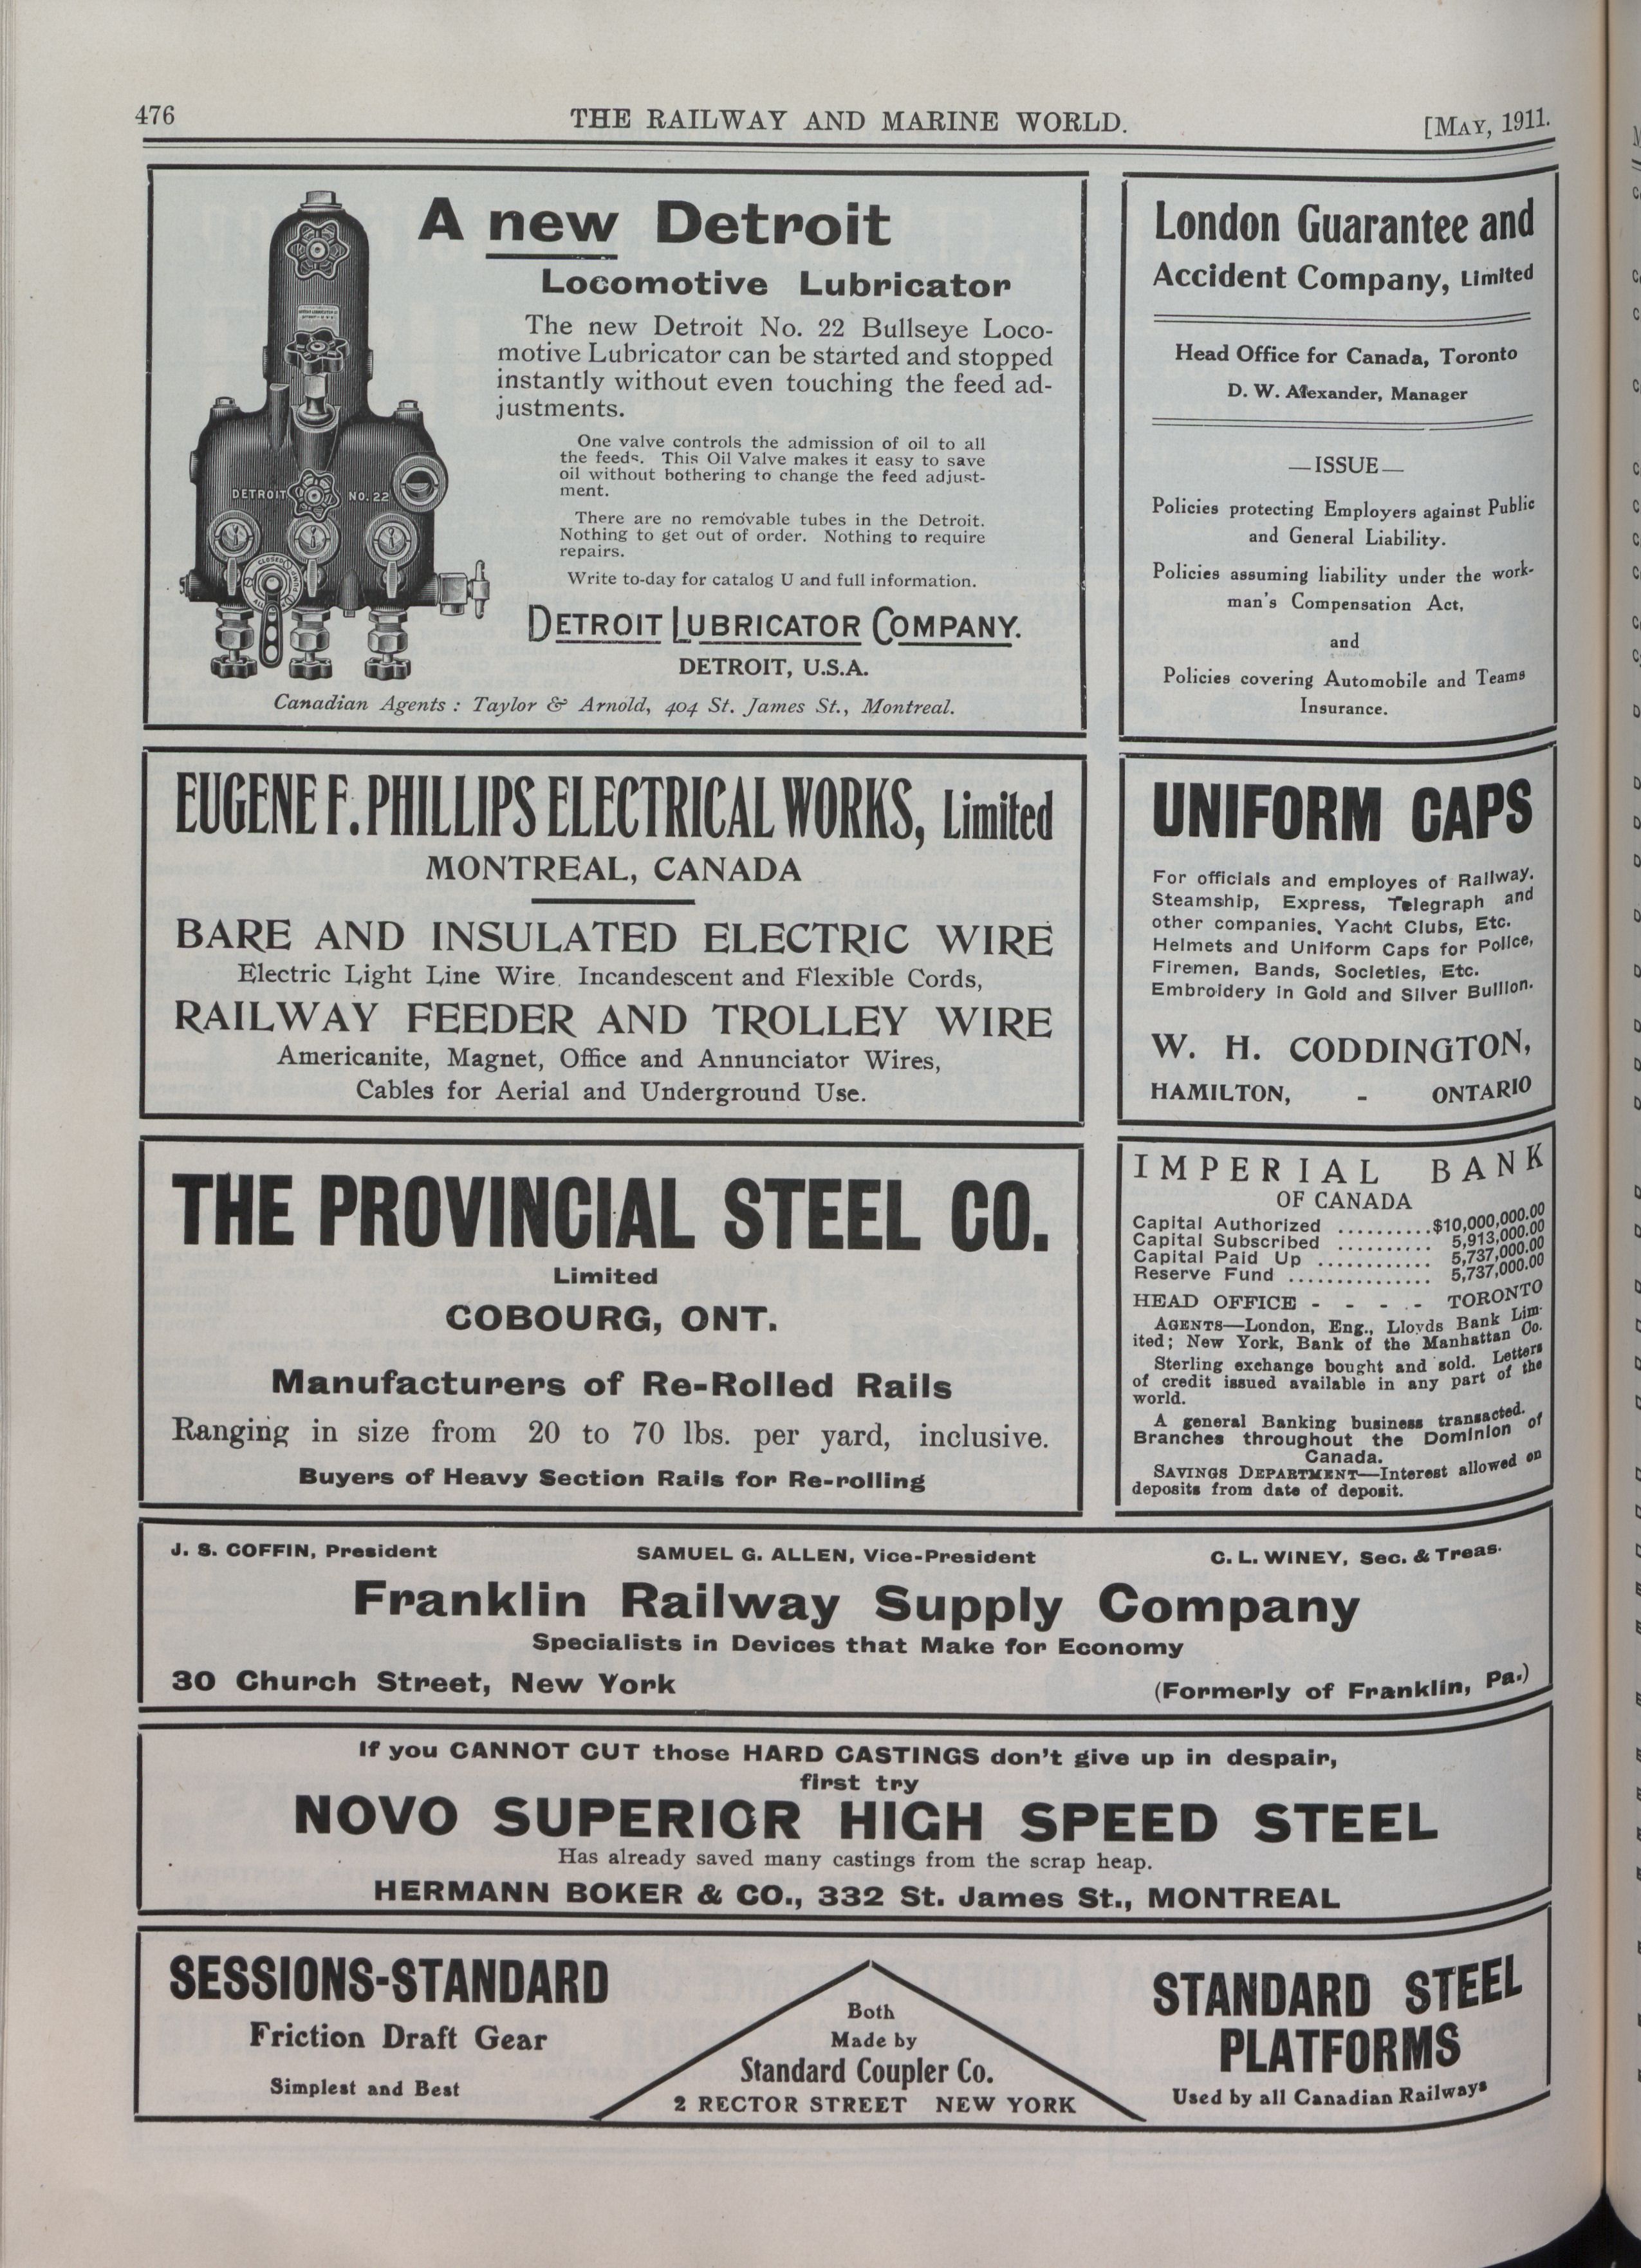 476
THE RAILWAY AND MARINE WORLD.
[MAY, 1911.
A new Detroit
Locomotive Lubricator
The new Detroit No. 22 Bullseye Loco-
motive Lubricator can be started and stopped
instantly without even touching the feed ad-
justments.
One valve controls the admission of oil to all
the feeds. This Oil Valve makes it easy to save
oil without bothering to change the feed adjust-
ment.
There are no removable tubes in the Detroit.
Nothing to get out of order. Nothing to require
repairs.
Write to-day for catalog U and full information.
DETROIT LUBRICATOR COMPANY.
DETROIT, U.S.A.
Canadian Agents : Taylor & Arnold, 404 St. James St., Montreal.
DETROIT NO. 22
London Guarantee and
Accident Company, Limited
Head Office for Canada, Toronto
D. W. Alexander, Manager
—ISSUE—
Policies protecting Employers against Public
and General Liability.
Policies assuming liability under the work-
man's Compensation Act,
and
Policies covering Automobile and Teams
Insurance.
EUGENE F. PHILLIPS ELECTRICAL WORKS, Limited
MONTREAL, CANADA
BARE AND INSULATED ELECTRIC WIRE
Electric Light Line Wire, Incandescent and Flexible Cords,
RAILWAY FEEDER AND TROLLEY WIRE
Americanite, Magnet, Office and Annunciator Wires,
Cables for Aerial and Underground Use.
UNIFORM CAPS
For officials and employes of Railway,
Steamship, Express, Telegraph and
other companies, Yacht Clubs, Etc.
Helmets and Uniform Caps for Police,
Firemen, Bands, Societies, Etc.
Embroidery in Gold and Silver Bullion.
W. H. CODDINGTON,
HAMILTON, - ONTARIO
THE PROVINCIAL STEEL CO.
Limited
COBOURG, ONT.
Manufacturers of Re-Rolled Rails
Ranging in size from 20 to 70 lbs. per yard, inclusive.
Buyers of Heavy Section Rails for Re-rolling
IMPERIAL BANK
OF CANADA
Capital Authorized ..........$10,000,000.00
Capital Subscribed .......... 5,913,000.00
Capital Paid Up ............ 5,737,000.00
Reserve Fund ............... 5,737,000.00
HEAD OFFICE - - - - TORONTO
AGENTS—London, Eng., Lloyds Bank Lim-
ited; New York, Bank of the Manhattan Co.
Sterling exchange bought and sold. Letters
of credit issued available in any part of the
world.
A general Banking business transacted.
Branches throughout the Dominion of
Canada.
SAVINGS DEPARTMENT—Interest allowed on
deposits from date of deposit.
J. S. COFFIN, President
SAMUEL G. ALLEN, Vice-President
C. L. WINEY, Sec. & Treas.
Franklin Railway Supply Company
Specialists in Devices that Make for Economy
30 Church Street, New York
(Formerly of Franklin, Pa.)
If you CANNOT CUT those HARD CASTINGS don't give up in despair,
first try
NOVO SUPERIOR HIGH SPEED STEEL
Has already saved many castings from the scrap heap.
HERMANN BOKER & CO., 332 St. James St., MONTREAL
SESSIONS-STANDARD
Friction Draft Gear
Simplest and Best
Both
Made by
Standard Coupler Co.
2 RECTOR STREET NEW YORK
STANDARD STEEL
PLATFORMS
Used by all Canadian Railways